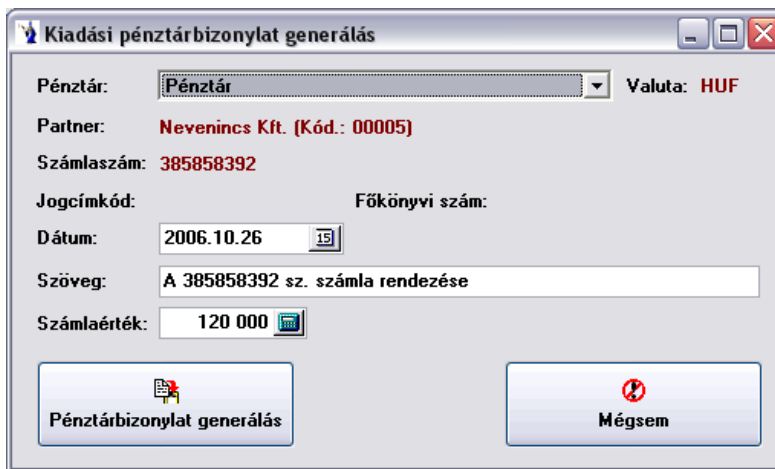 Kiadási pénztárbizonylat generálás
Pénztár: Pénztár Valuta: HUF
Partner: Nevenincs Kft. (Kód.: 00005)
Számlaszám: 385858392
Jogcímkód: Főkönyvi szám:
Dátum: 2006.10.26 15
Szöveg: A 385858392 sz. számla rendezése
Számlaérték: 120 000
Pénztárbizonylat generálás Mégsem